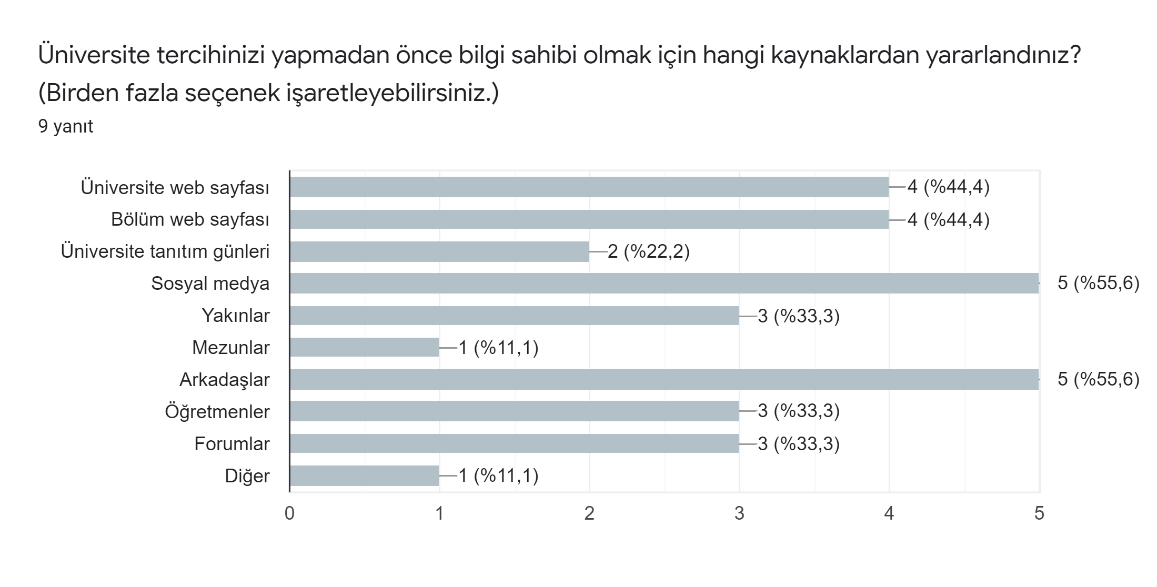 Üniversite tercihinizi yapmadan önce bilgi sahibi olmak için hangi kaynaklardan yararlandınız?
(Birden fazla seçenek işaretleyebilirsiniz.)
9 yanıt
Üniversite web sayfası 4 (%44,4)
Bölüm web sayfası 4 (%44,4)
Üniversite tanıtım günleri 2 (%22,2)
Sosyal medya 5 (%55,6)
Yakınlar 3 (%33,3)
Mezunlar 1 (%11,1)
Arkadaşlar 5 (%55,6)
Öğretmenler 3 (%33,3)
Forumlar 3 (%33,3)
Diğer 1 (%11,1)
0 1 2 3 4 5